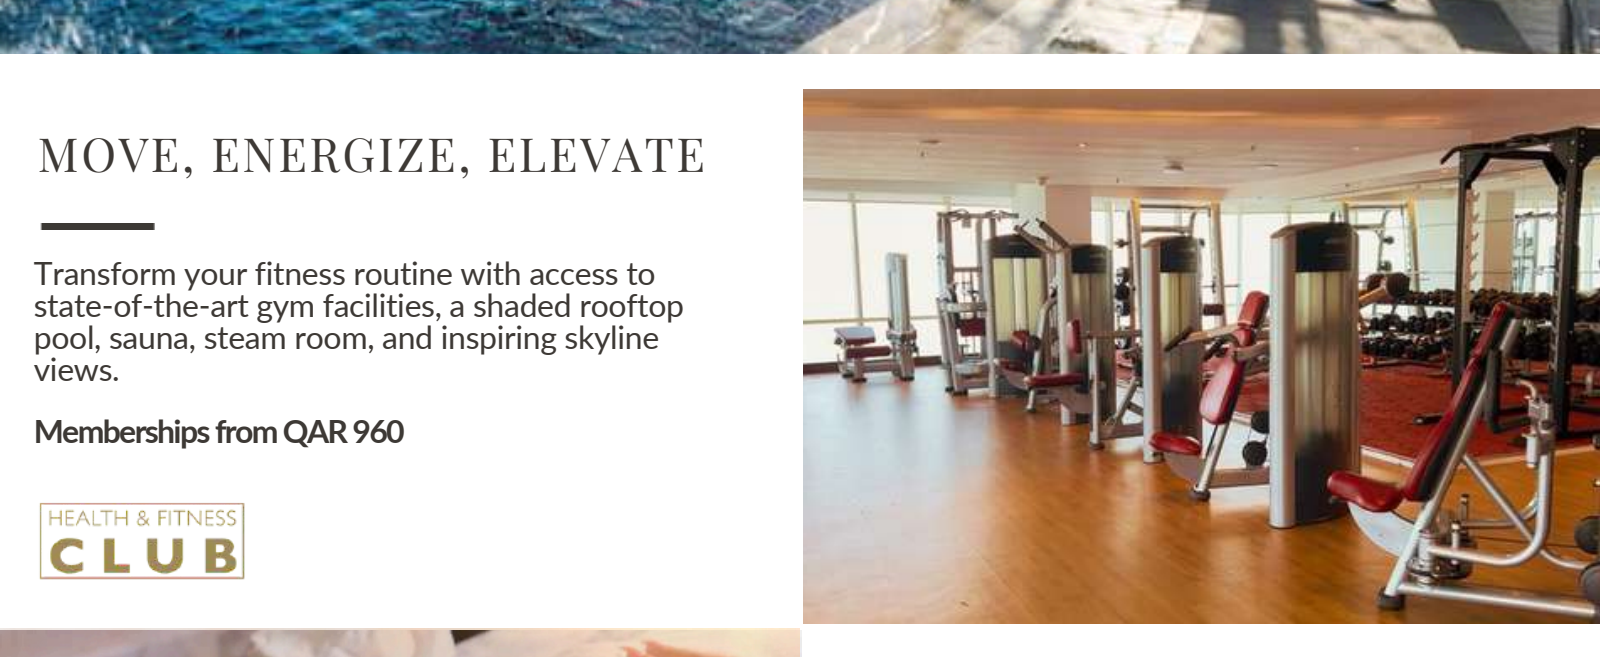 MOVE, ENERGIZE, ELEVATE
Transform your fitness routine with access to
state-of-the-art gym facilities, a shaded rooftop
pool, sauna, steam room, and inspiring skyline
views.
Memberships from QAR 960
HEALTH & FITNESS
CLUB